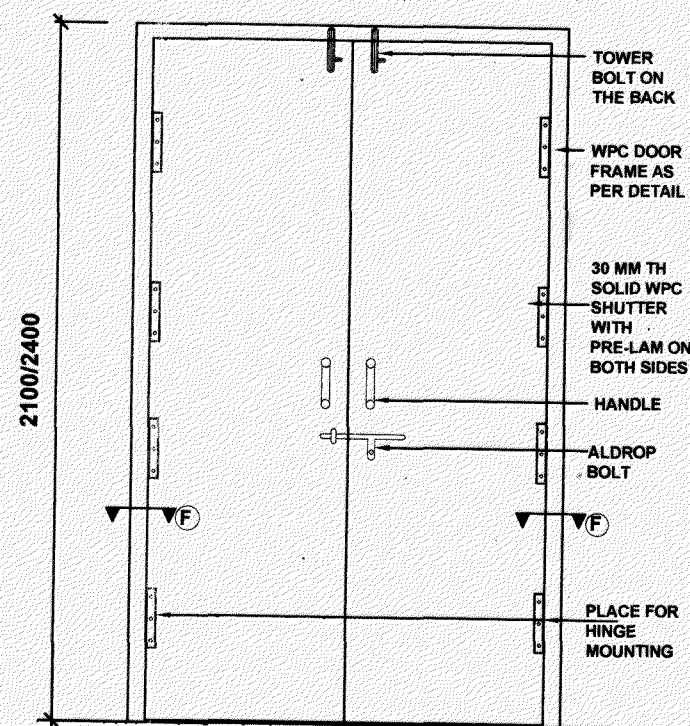 TOWER
BOLT ON
THE BACK
WPC DOOR
FRAME AS
PER DETAIL
30 MM TH
SOLID WPC
SHUTTER
WITH
PRE-LAM ON
BOTH SIDES
2100/2400
HANDLE
ALDROP
BOLT
F
F
PLACE FOR
HINGE
MOUNTING